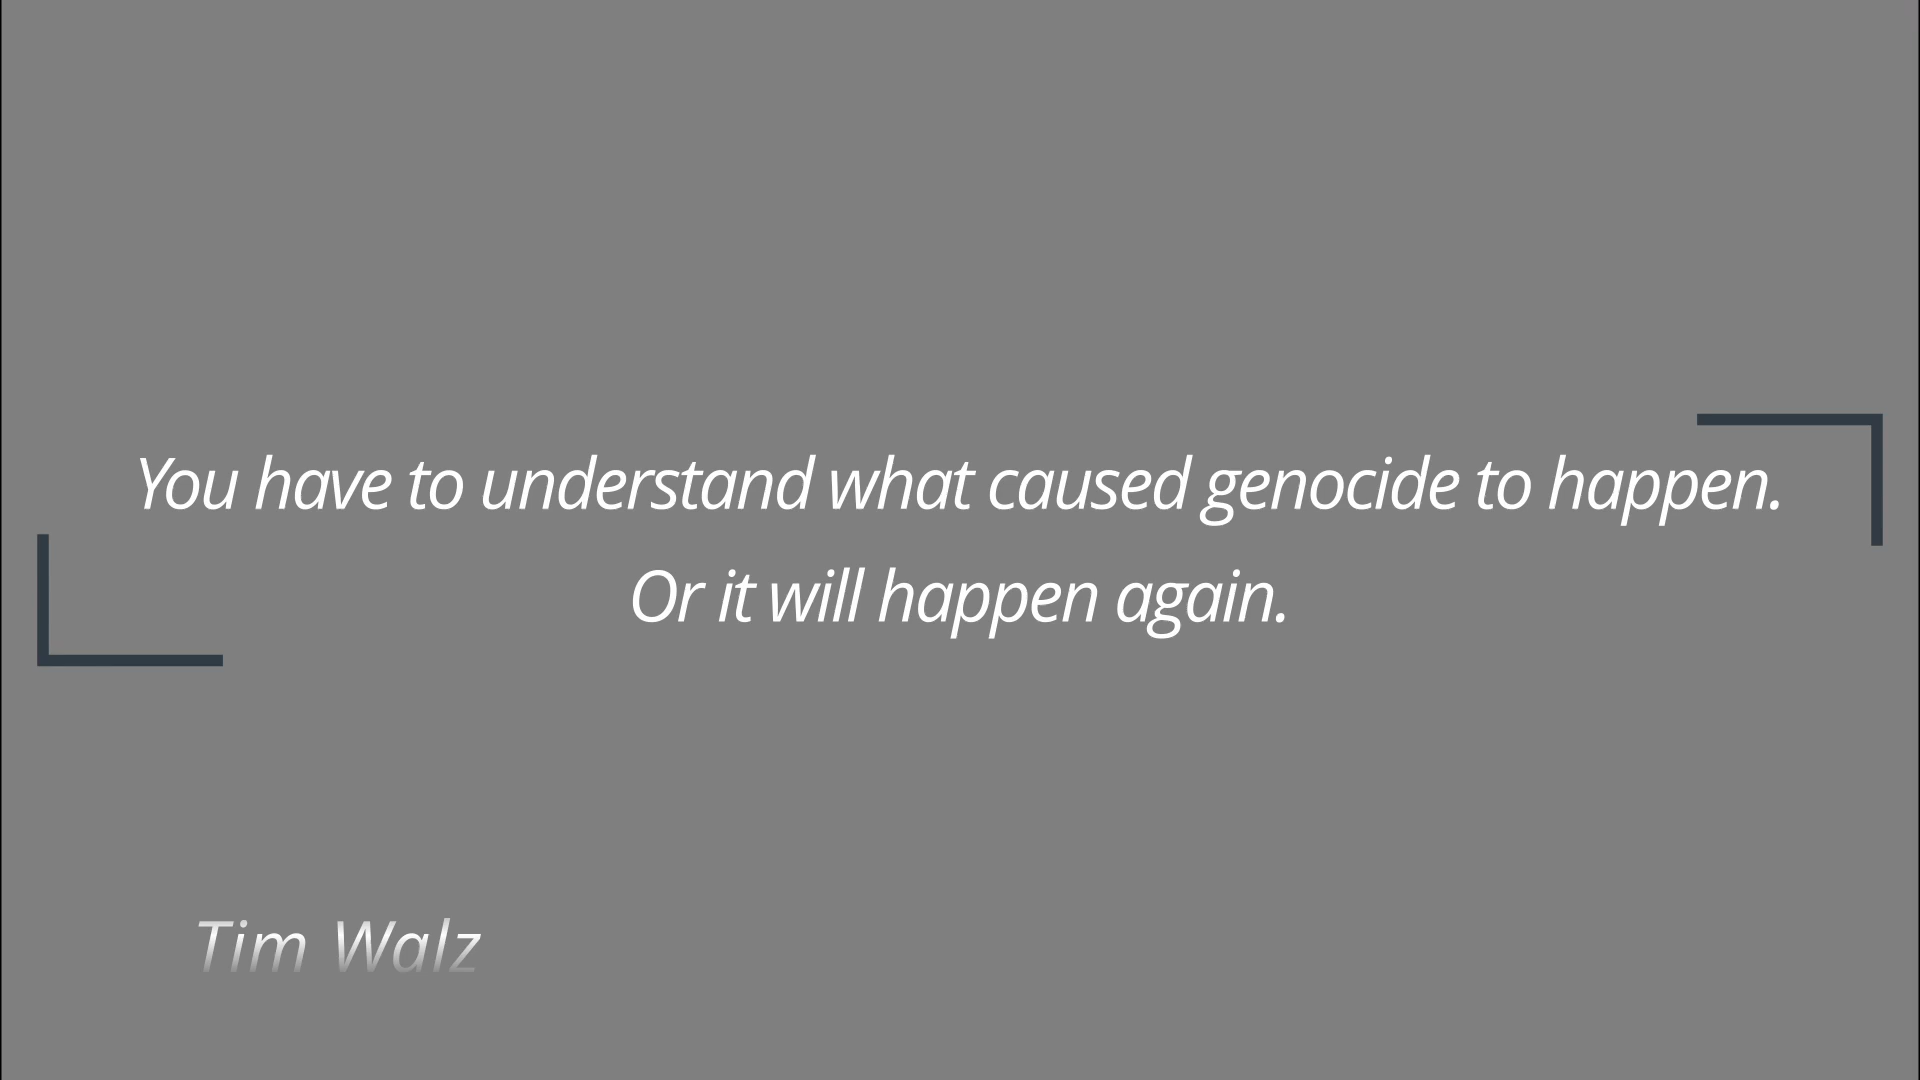 You have to understand what caused genocide to happen.
Or it will happen again.
Tim Walz